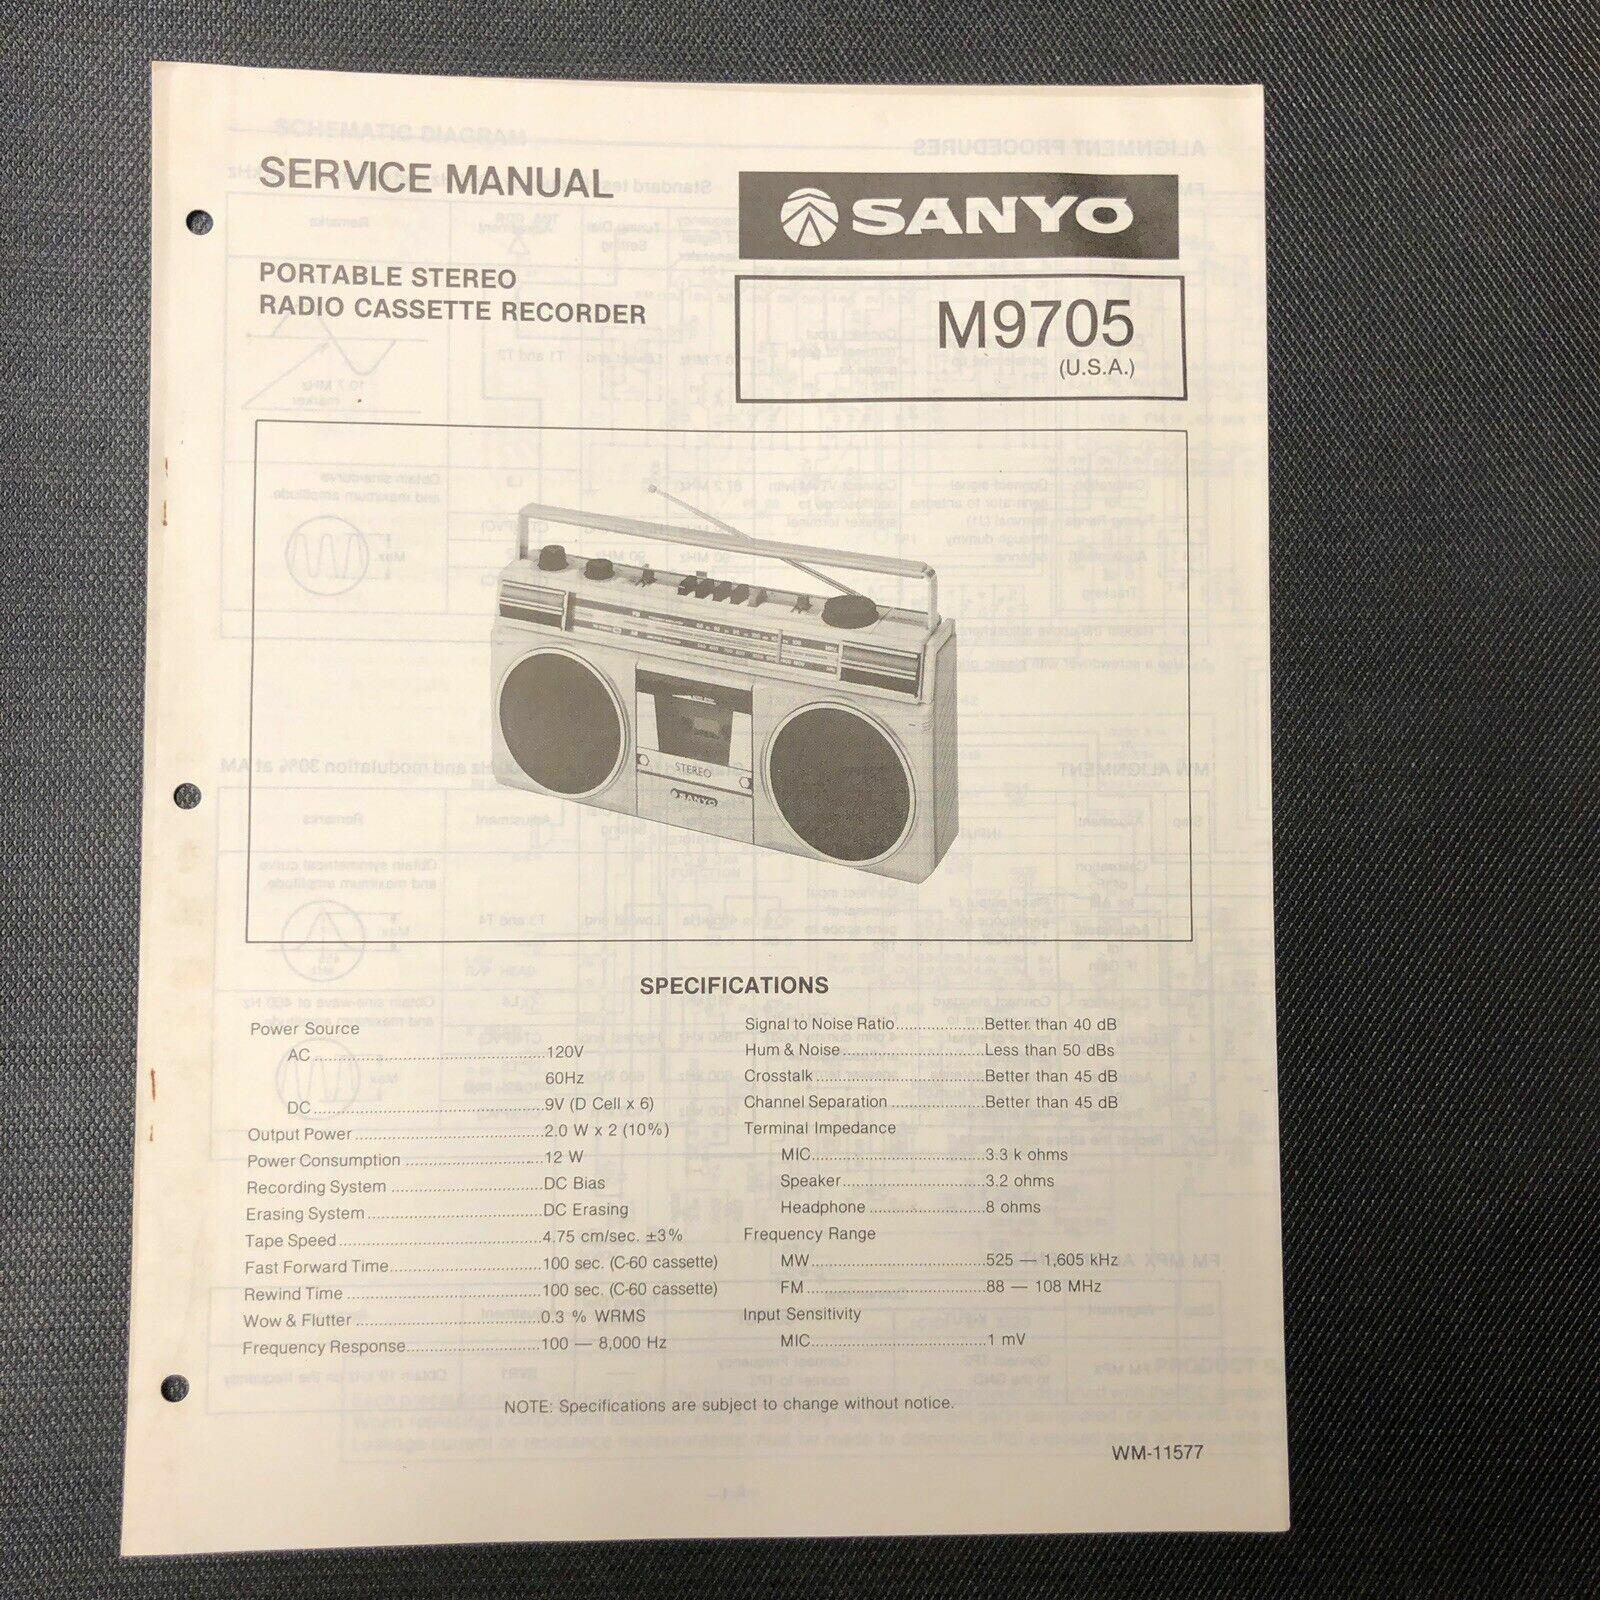 SERVICE MANUAL
SANYO
PORTABLE STEREO
RADIO CASSETTE RECORDER
M9705
(U.S.A.)
STEREO
SANYO
SPECIFICATIONS
Power Source
AC....................120V
60Hz
DC....................9V (D Cell x 6)
Output Power....................2.0 W x 2 (10%)
Power Consumption....................12 W
Recording System....................DC Bias
Erasing System....................DC Erasing
Tape Speed....................4.75 cm/sec. ±3%
Fast Forward Time....................100 sec. (C-60 cassette)
Rewind Time....................100 sec. (C-60 cassette)
Wow & Flutter....................0.3 % WRMS
Frequency Response....................100 — 8,000 Hz
Signal to Noise Ratio....................Better than 40 dB
Hum & Noise....................Less than 50 dBs
Crosstalk....................Better than 45 dB
Channel Separation....................Better than 45 dB
Terminal Impedance
MIC....................3.3 k ohms
Speaker....................3.2 ohms
Headphone....................8 ohms
Frequency Range
MW....................525 — 1,605 kHz
FM....................88 — 108 MHz
Input Sensitivity
MIC....................1 mV
NOTE: Specifications are subject to change without notice.
WM-11577